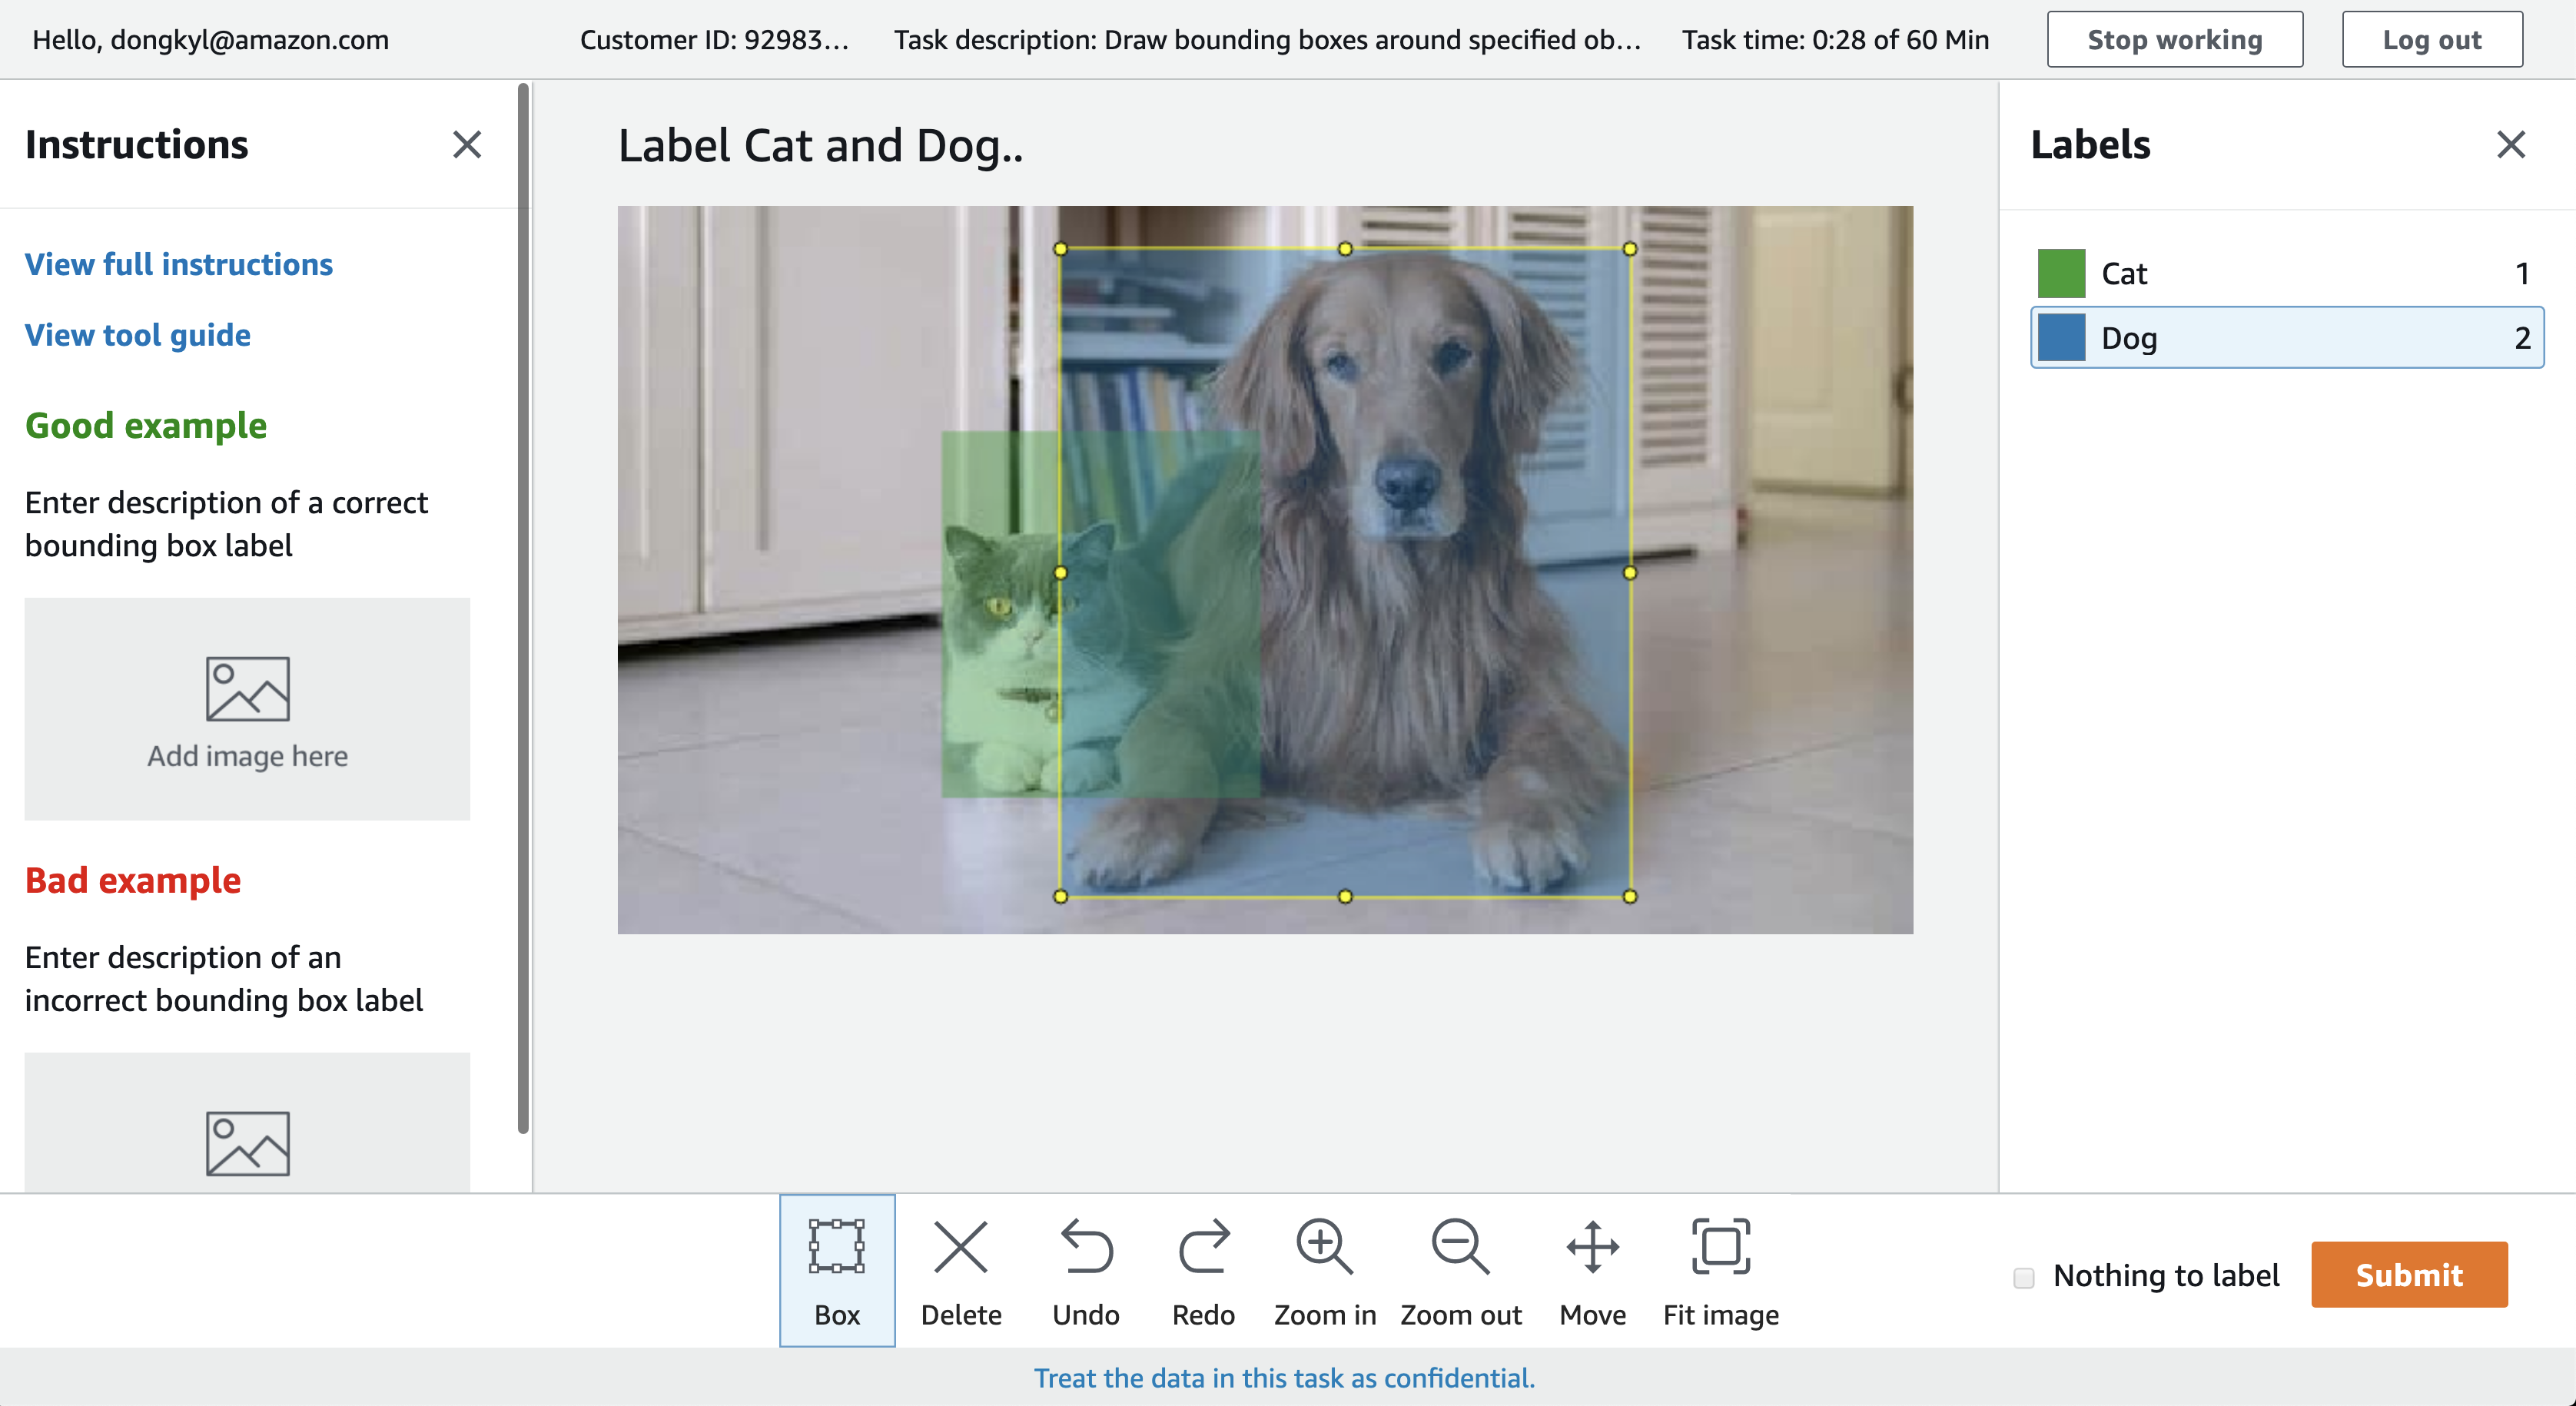 Hello, dongkyl@amazon.com
Customer ID: 92983...
Task description: Draw bounding boxes around specified ob...
Task time: 0:28 of 60 Min
Stop working
Log out
Instructions
View full instructions
View tool guide
Good example
Enter description of a correct
bounding box label
Add image here
Bad example
Enter description of an
incorrect bounding box label
Label Cat and Dog..
Labels
Cat 1
Dog 2
Box
Delete
Undo
Redo
Zoom in
Zoom out
Move
Fit image
Nothing to label
Submit
Treat the data in this task as confidential.